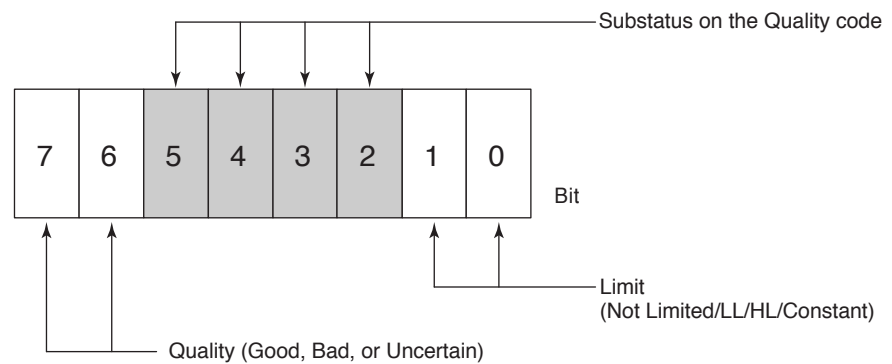 Substatus on the Quality code
7 6 5 4 3 2 1 0
Bit
Limit
(Not Limited/LL/HL/Constant)
Quality (Good, Bad, or Uncertain)